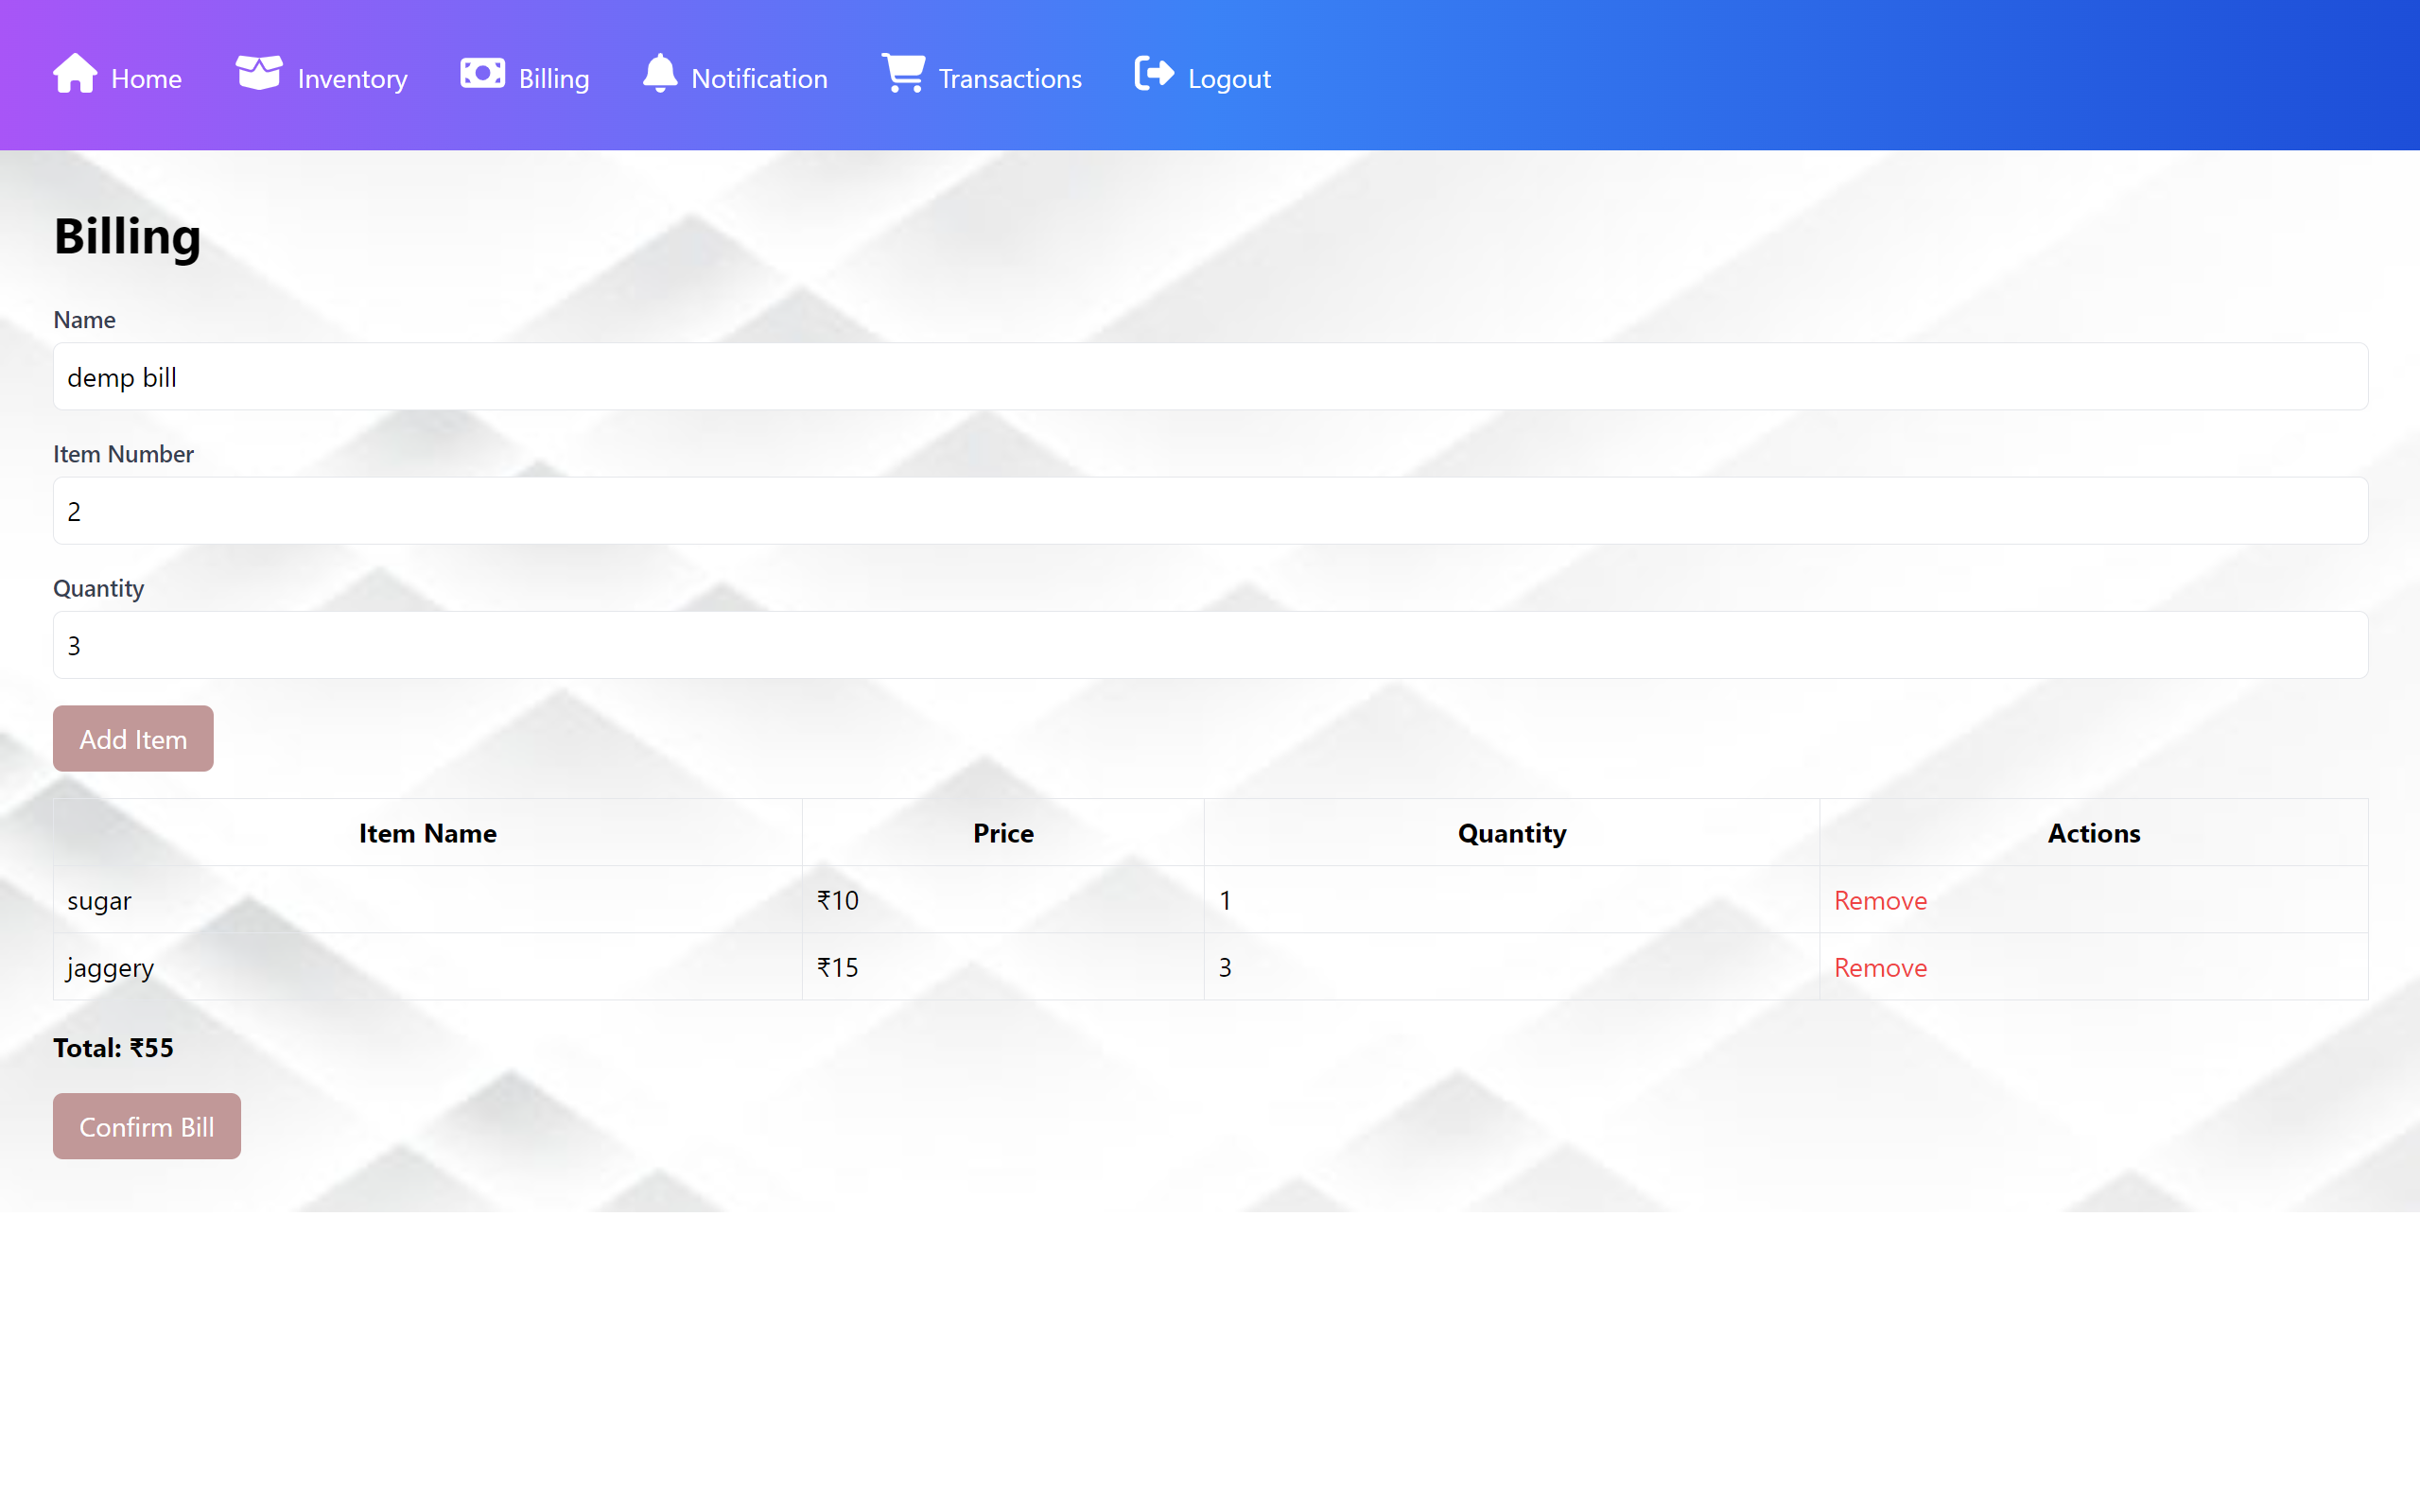 Home Inventory Billing Notification Transactions Logout
Billing
Name
demp bill
Item Number
2
Quantity
3
Add Item
Item Name Price Quantity Actions
sugar ₹10 1 Remove
jaggery ₹15 3 Remove
Total: ₹55
Confirm Bill